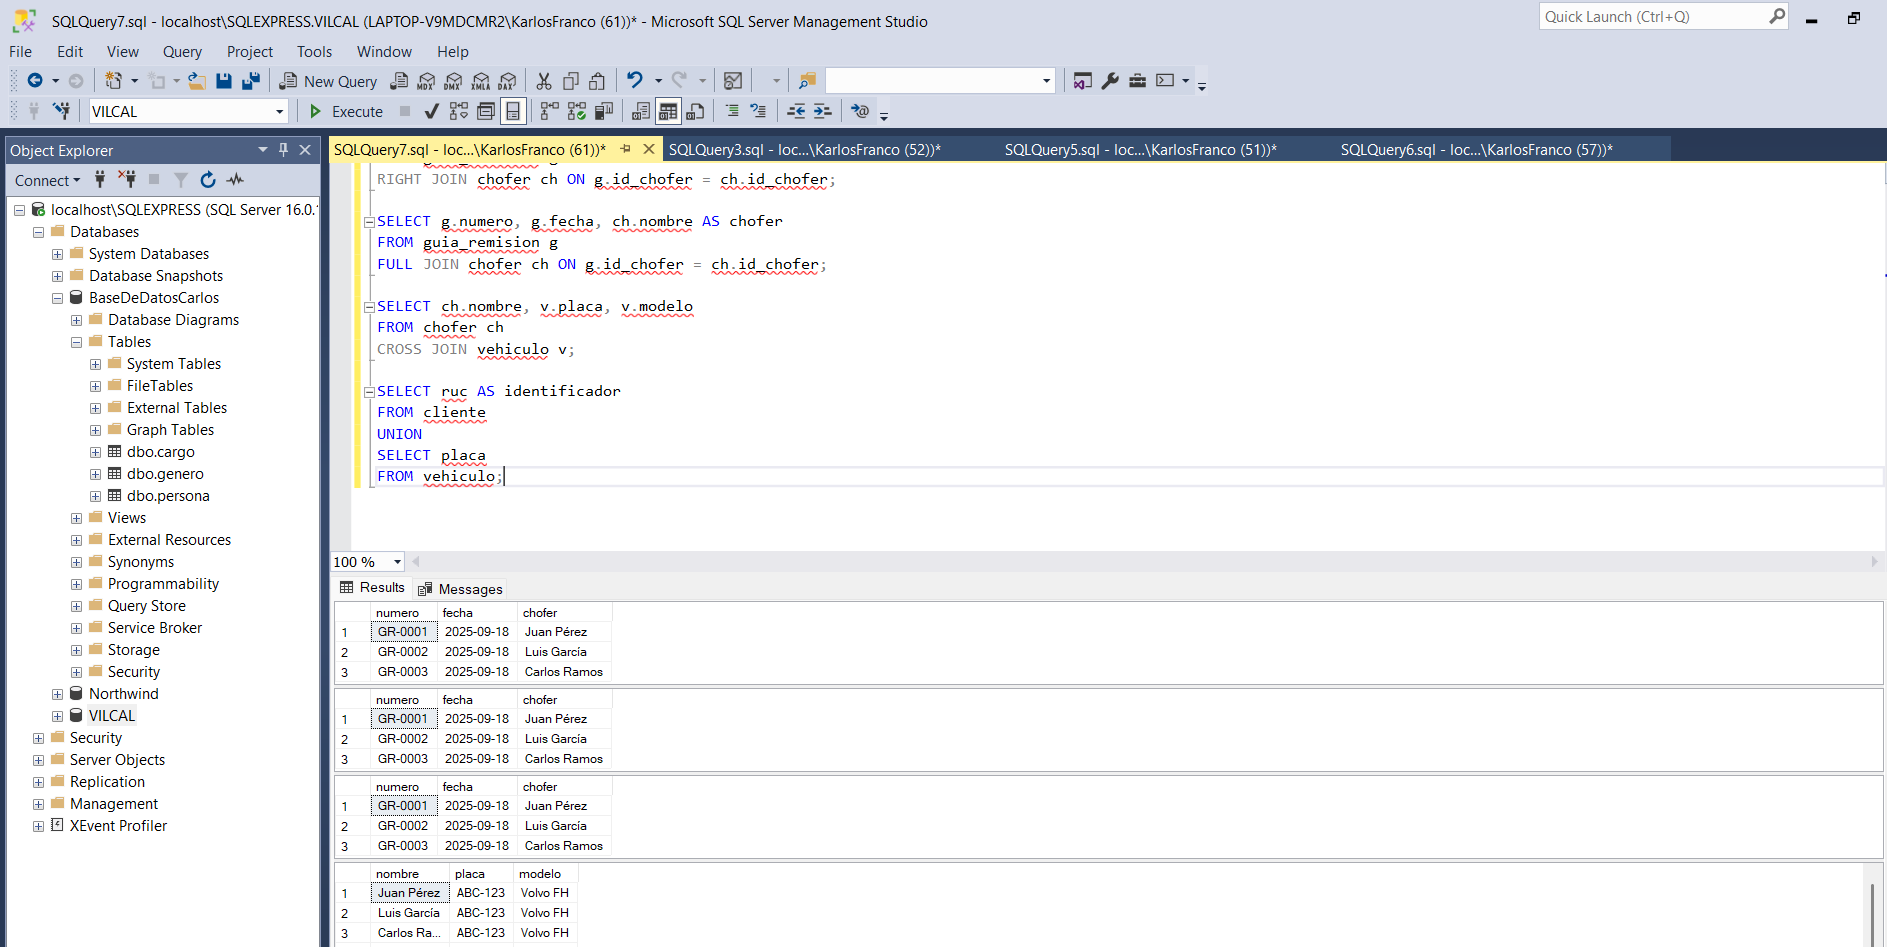 SQLQuery7.sql - localhost\SQLEXPRESS.VILCAL (LAPTOP-V9MDCMR2\KarlosFranco (61))* - Microsoft SQL Server Management Studio
Quick Launch (Ctrl+Q)
File Edit View Query Project Tools Window Help
New Query MDX DMX XMLA DAX
VILCAL Execute
Object Explorer
Connect
localhost\SQLEXPRESS (SQL Server 16.0.
Databases
System Databases
Database Snapshots
BaseDeDatosCarlos
Database Diagrams
Tables
System Tables
FileTables
External Tables
Graph Tables
dbo.cargo
dbo.genero
dbo.persona
Views
External Resources
Synonyms
Programmability
Query Store
Service Broker
Storage
Security
Northwind
VILCAL
Security
Server Objects
Replication
Management
XEvent Profiler
SQLQuery7.sql - loc...\KarlosFranco (61))* SQLQuery3.sql - loc...\KarlosFranco (52))* SQLQuery5.sql - loc...\KarlosFranco (51))* SQLQuery6.sql - loc...\KarlosFranco (57))*
RIGHT JOIN chofer ch ON g.id_chofer = ch.id_chofer;
SELECT g.numero, g.fecha, ch.nombre AS chofer
FROM guia_remision g
FULL JOIN chofer ch ON g.id_chofer = ch.id_chofer;
SELECT ch.nombre, v.placa, v.modelo
FROM chofer ch
CROSS JOIN vehiculo v;
SELECT ruc AS identificador
FROM cliente
UNION
SELECT placa
FROM vehiculo;
100 %
Results Messages
numero fecha chofer
1 GR-0001 2025-09-18 Juan Pérez
2 GR-0002 2025-09-18 Luis García
3 GR-0003 2025-09-18 Carlos Ramos
numero fecha chofer
1 GR-0001 2025-09-18 Juan Pérez
2 GR-0002 2025-09-18 Luis García
3 GR-0003 2025-09-18 Carlos Ramos
numero fecha chofer
1 GR-0001 2025-09-18 Juan Pérez
2 GR-0002 2025-09-18 Luis García
3 GR-0003 2025-09-18 Carlos Ramos
nombre placa modelo
1 Juan Pérez ABC-123 Volvo FH
2 Luis García ABC-123 Volvo FH
3 Carlos Ra... ABC-123 Volvo FH